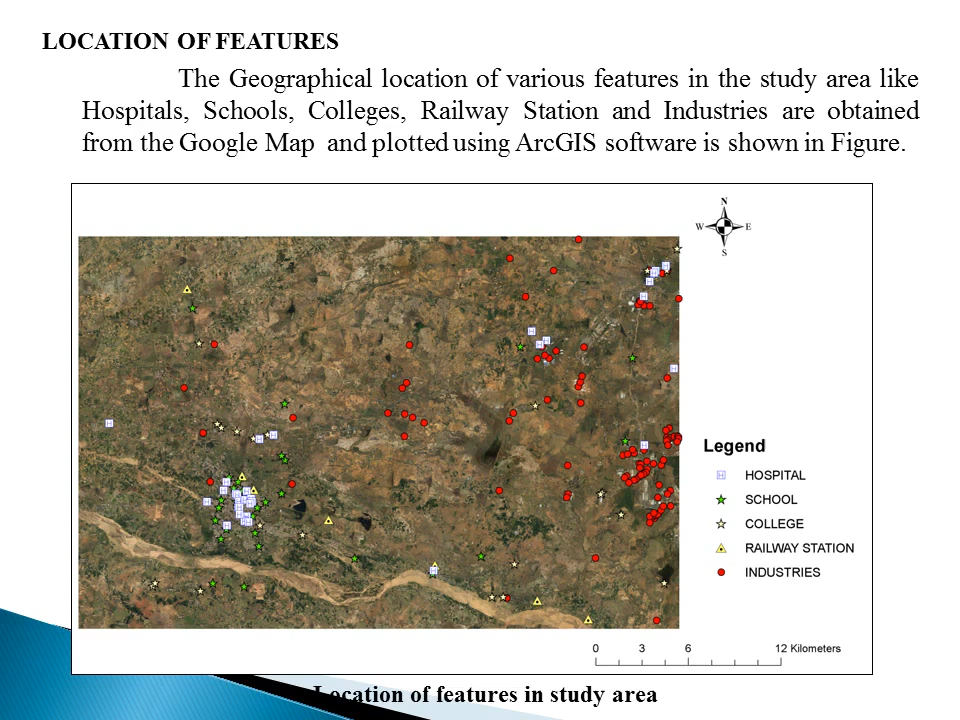 LOCATION OF FEATURES
The Geographical location of various features in the study area like
Hospitals, Schools, Colleges, Railway Station and Industries are obtained
from the Google Map and plotted using ArcGIS software is shown in Figure.
N
W E
S
Legend
HOSPITAL
SCHOOL
COLLEGE
RAILWAY STATION
INDUSTRIES
0 3 6 12 Kilometers
Location of features in study area